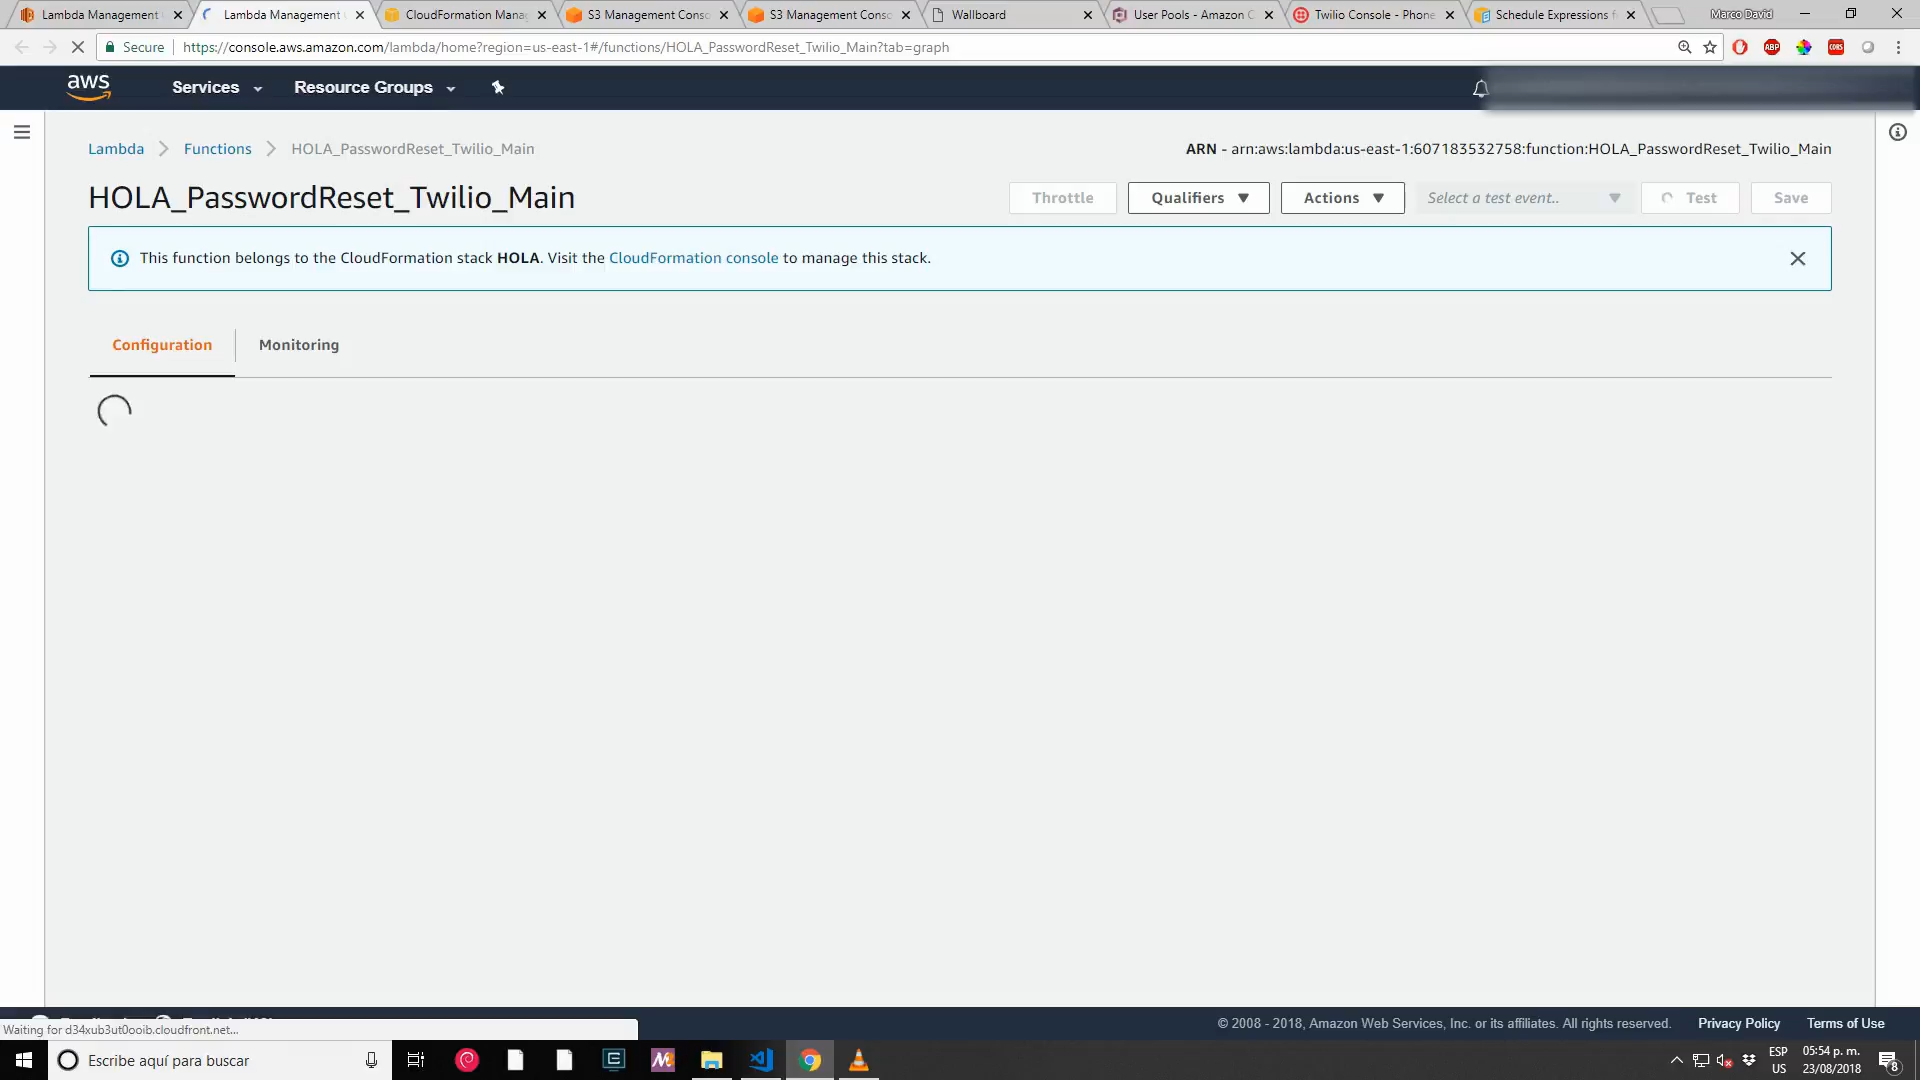 Lambda Management
Lambda Management
CloudFormation Mana
S3 Management Conso
S3 Management Conso
Wallboard
User Pools - Amazon C
Twilio Console - Phone
Schedule Expressions f
Marco David
Secure
https://console.aws.amazon.com/lambda/home?region=us-east-1#/functions/HOLA_PasswordReset_Twilio_Main?tab=graph
ABP
CORS
aws
Services
Resource Groups
Lambda
Functions
HOLA_PasswordReset_Twilio_Main
ARN - arn:aws:lambda:us-east-1:607183532758:function:HOLA_PasswordReset_Twilio_Main
HOLA_PasswordReset_Twilio_Main
Throttle
Qualifiers
Actions
Select a test event..
Test
Save
This function belongs to the CloudFormation stack HOLA. Visit the CloudFormation console to manage this stack.
Configuration
Monitoring
Waiting for d34xub3ut0ooib.cloudfront.net...
© 2008 - 2018, Amazon Web Services, Inc. or its affiliates. All rights reserved.
Privacy Policy
Terms of Use
Escribe aquí para buscar
ESP
US
05:54 p. m.
23/08/2018
8